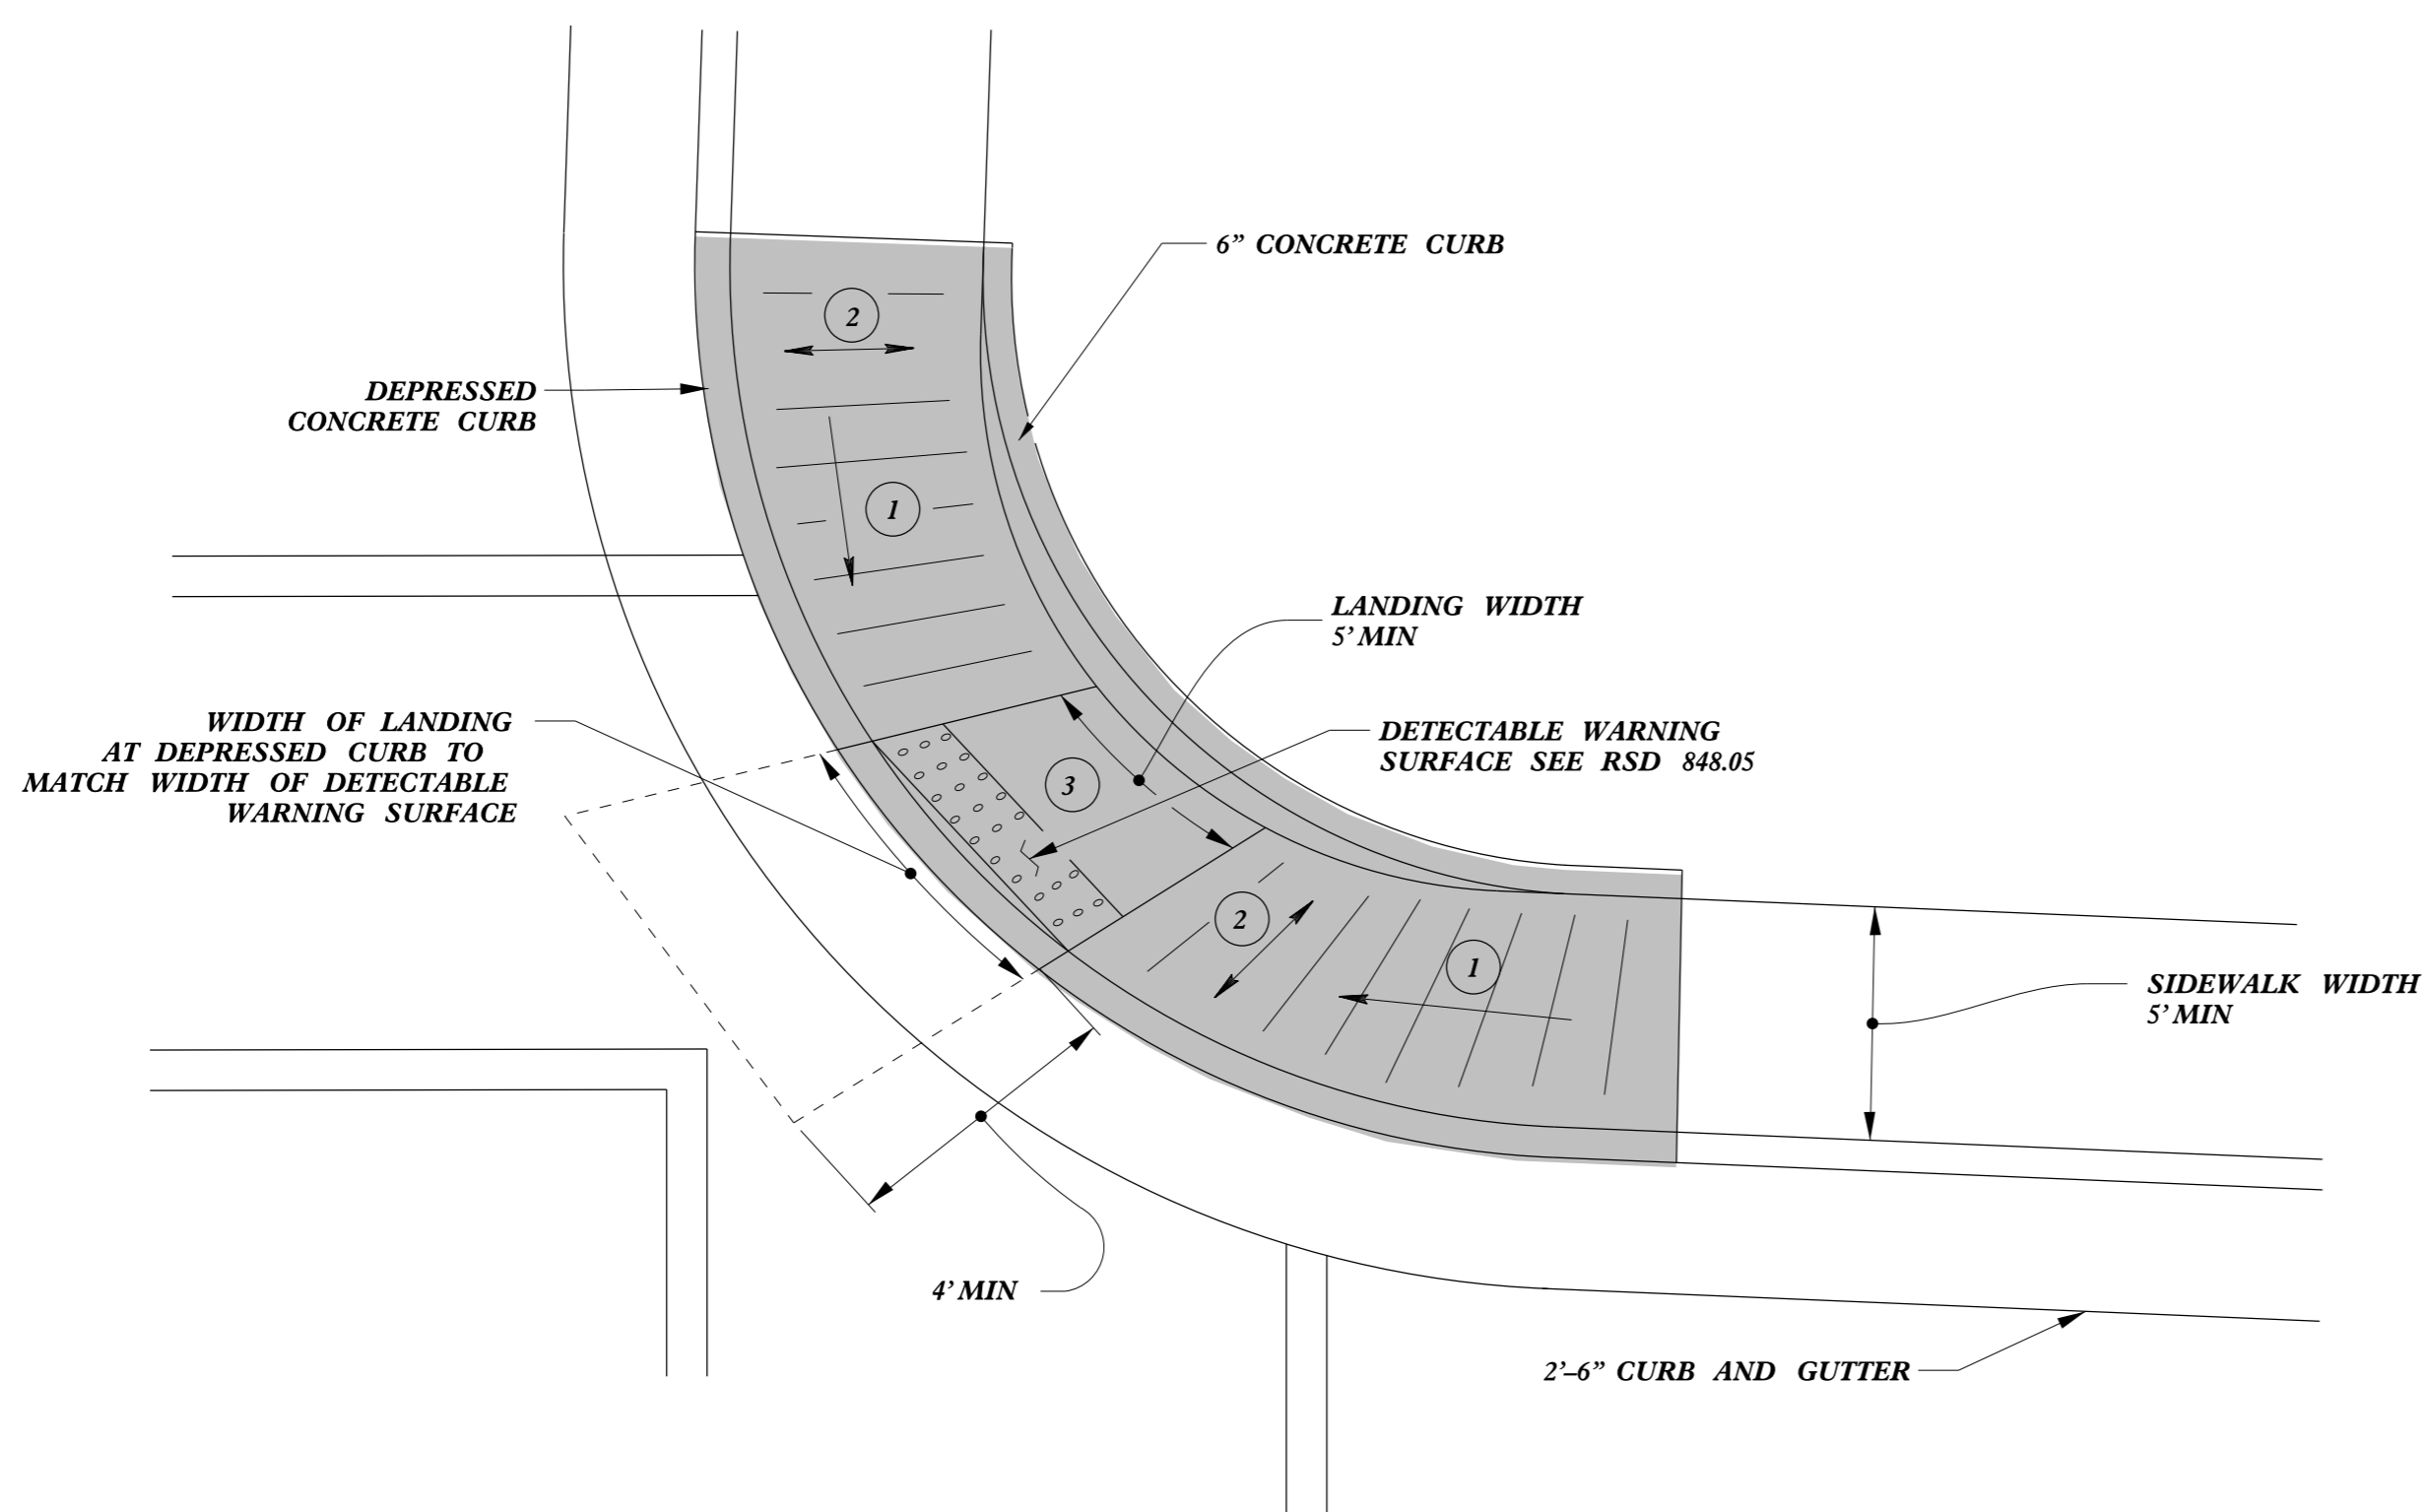 6” CONCRETE CURB
2
DEPRESSED
CONCRETE CURB
1
LANDING WIDTH
5’ MIN
WIDTH OF LANDING
AT DEPRESSED CURB TO
MATCH WIDTH OF DETECTABLE
WARNING SURFACE
DETECTABLE WARNING
SURFACE SEE RSD 848.05
3
2
1
SIDEWALK WIDTH
5’ MIN
4’ MIN
2’–6” CURB AND GUTTER